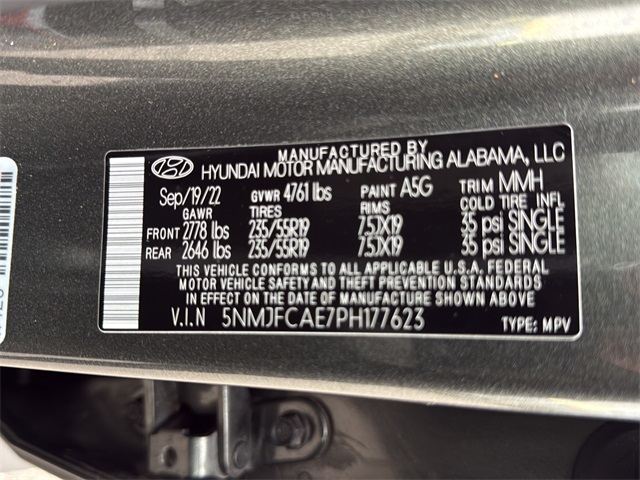 MANUFACTURED BY
HYUNDAI MOTOR MANUFACTURING ALABAMA, LLC
Sep/19/22 GVWR 4761 lbs PAINT A5G TRIM MMH
GAWR TIRES RIMS COLD TIRE INFL
FRONT 2778 lbs 235/55R19 7.5JX19 35 psi SINGLE
REAR 2646 lbs 235/55R19 7.5JX19 35 psi SINGLE
THIS VEHICLE CONFORMS TO ALL APPLICABLE U.S.A. FEDERAL
MOTOR VEHICLE SAFETY AND THEFT PREVENTION STANDARDS
IN EFFECT ON THE DATE OF MANUFACTURE SHOWN ABOVE.
V.I.N 5NMJFCAE7PH177623 TYPE: MPV